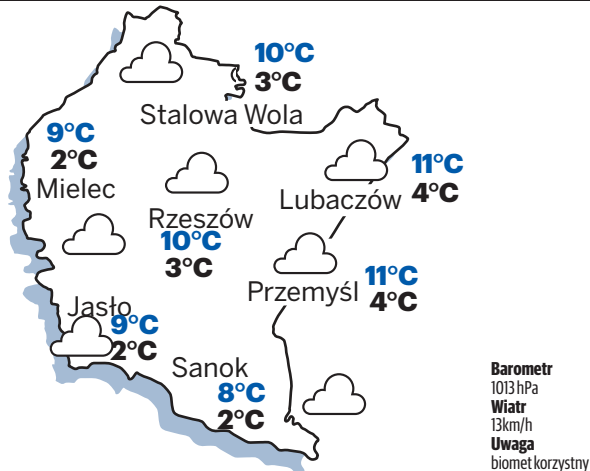 10°C
3°C
Stalowa Wola
9°C
2°C
Mielec
11°C
4°C
Lubaczów
Rzeszów
10°C
3°C
11°C
4°C
Przemyśl
Jasło
9°C
2°C
Sanok
8°C
2°C
Barometr
1013 hPa
Wiatr
13km/h
Uwaga
biomet korzystny